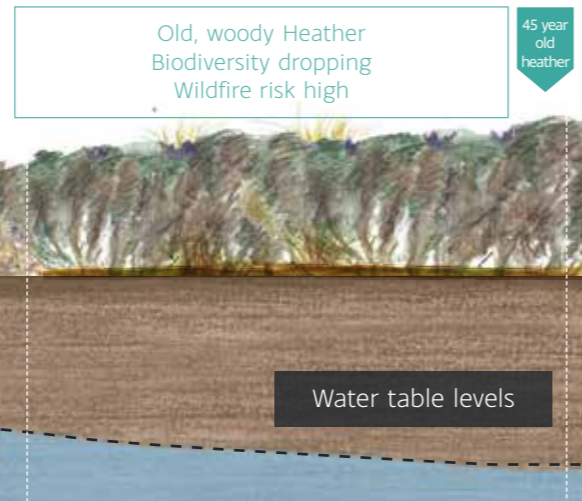 Old, woody Heather
Biodiversity dropping
Wildfire risk high
45 year
old
heather
Water table levels